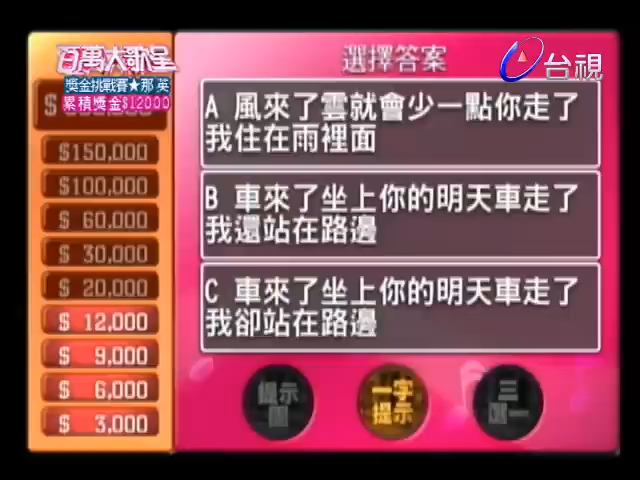 百萬大歌星
獎金挑戰賽★那英
累積獎金$12000
選擇答案
台視
A 風來了雲就會少一點你走了
我住在雨裡面
B 車來了坐上你的明天車走了
我還站在路邊
C 車來了坐上你的明天車走了
我卻站在路邊
$150,000
$100,000
$ 60,000
$ 30,000
$ 20,000
$ 12,000
$ 9,000
$ 6,000
$ 3,000
提示
一字
提示
三
選一